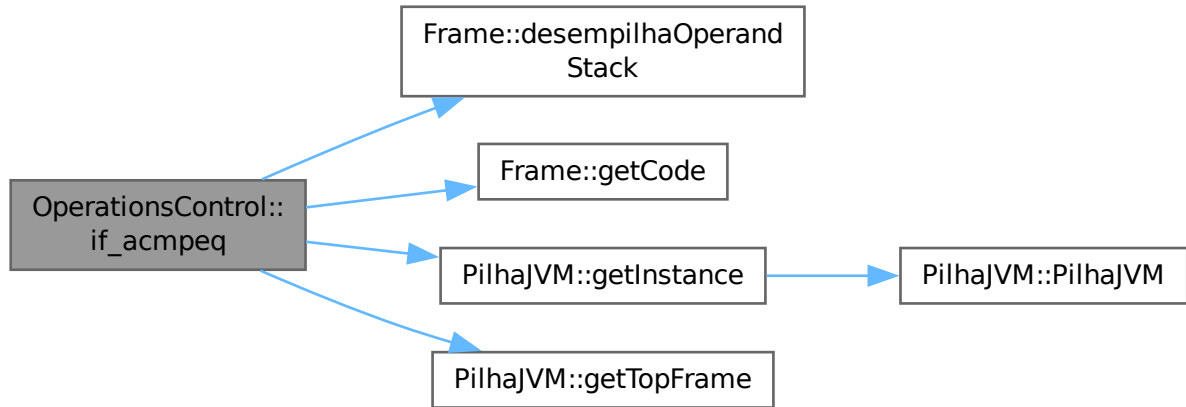 Frame::desempilhaOperand
Stack
Frame::getCode
OperationsControl::
if_acmpeq
PilhaJVM::getInstance
PilhaJVM::PilhaJVM
PilhaJVM::getTopFrame